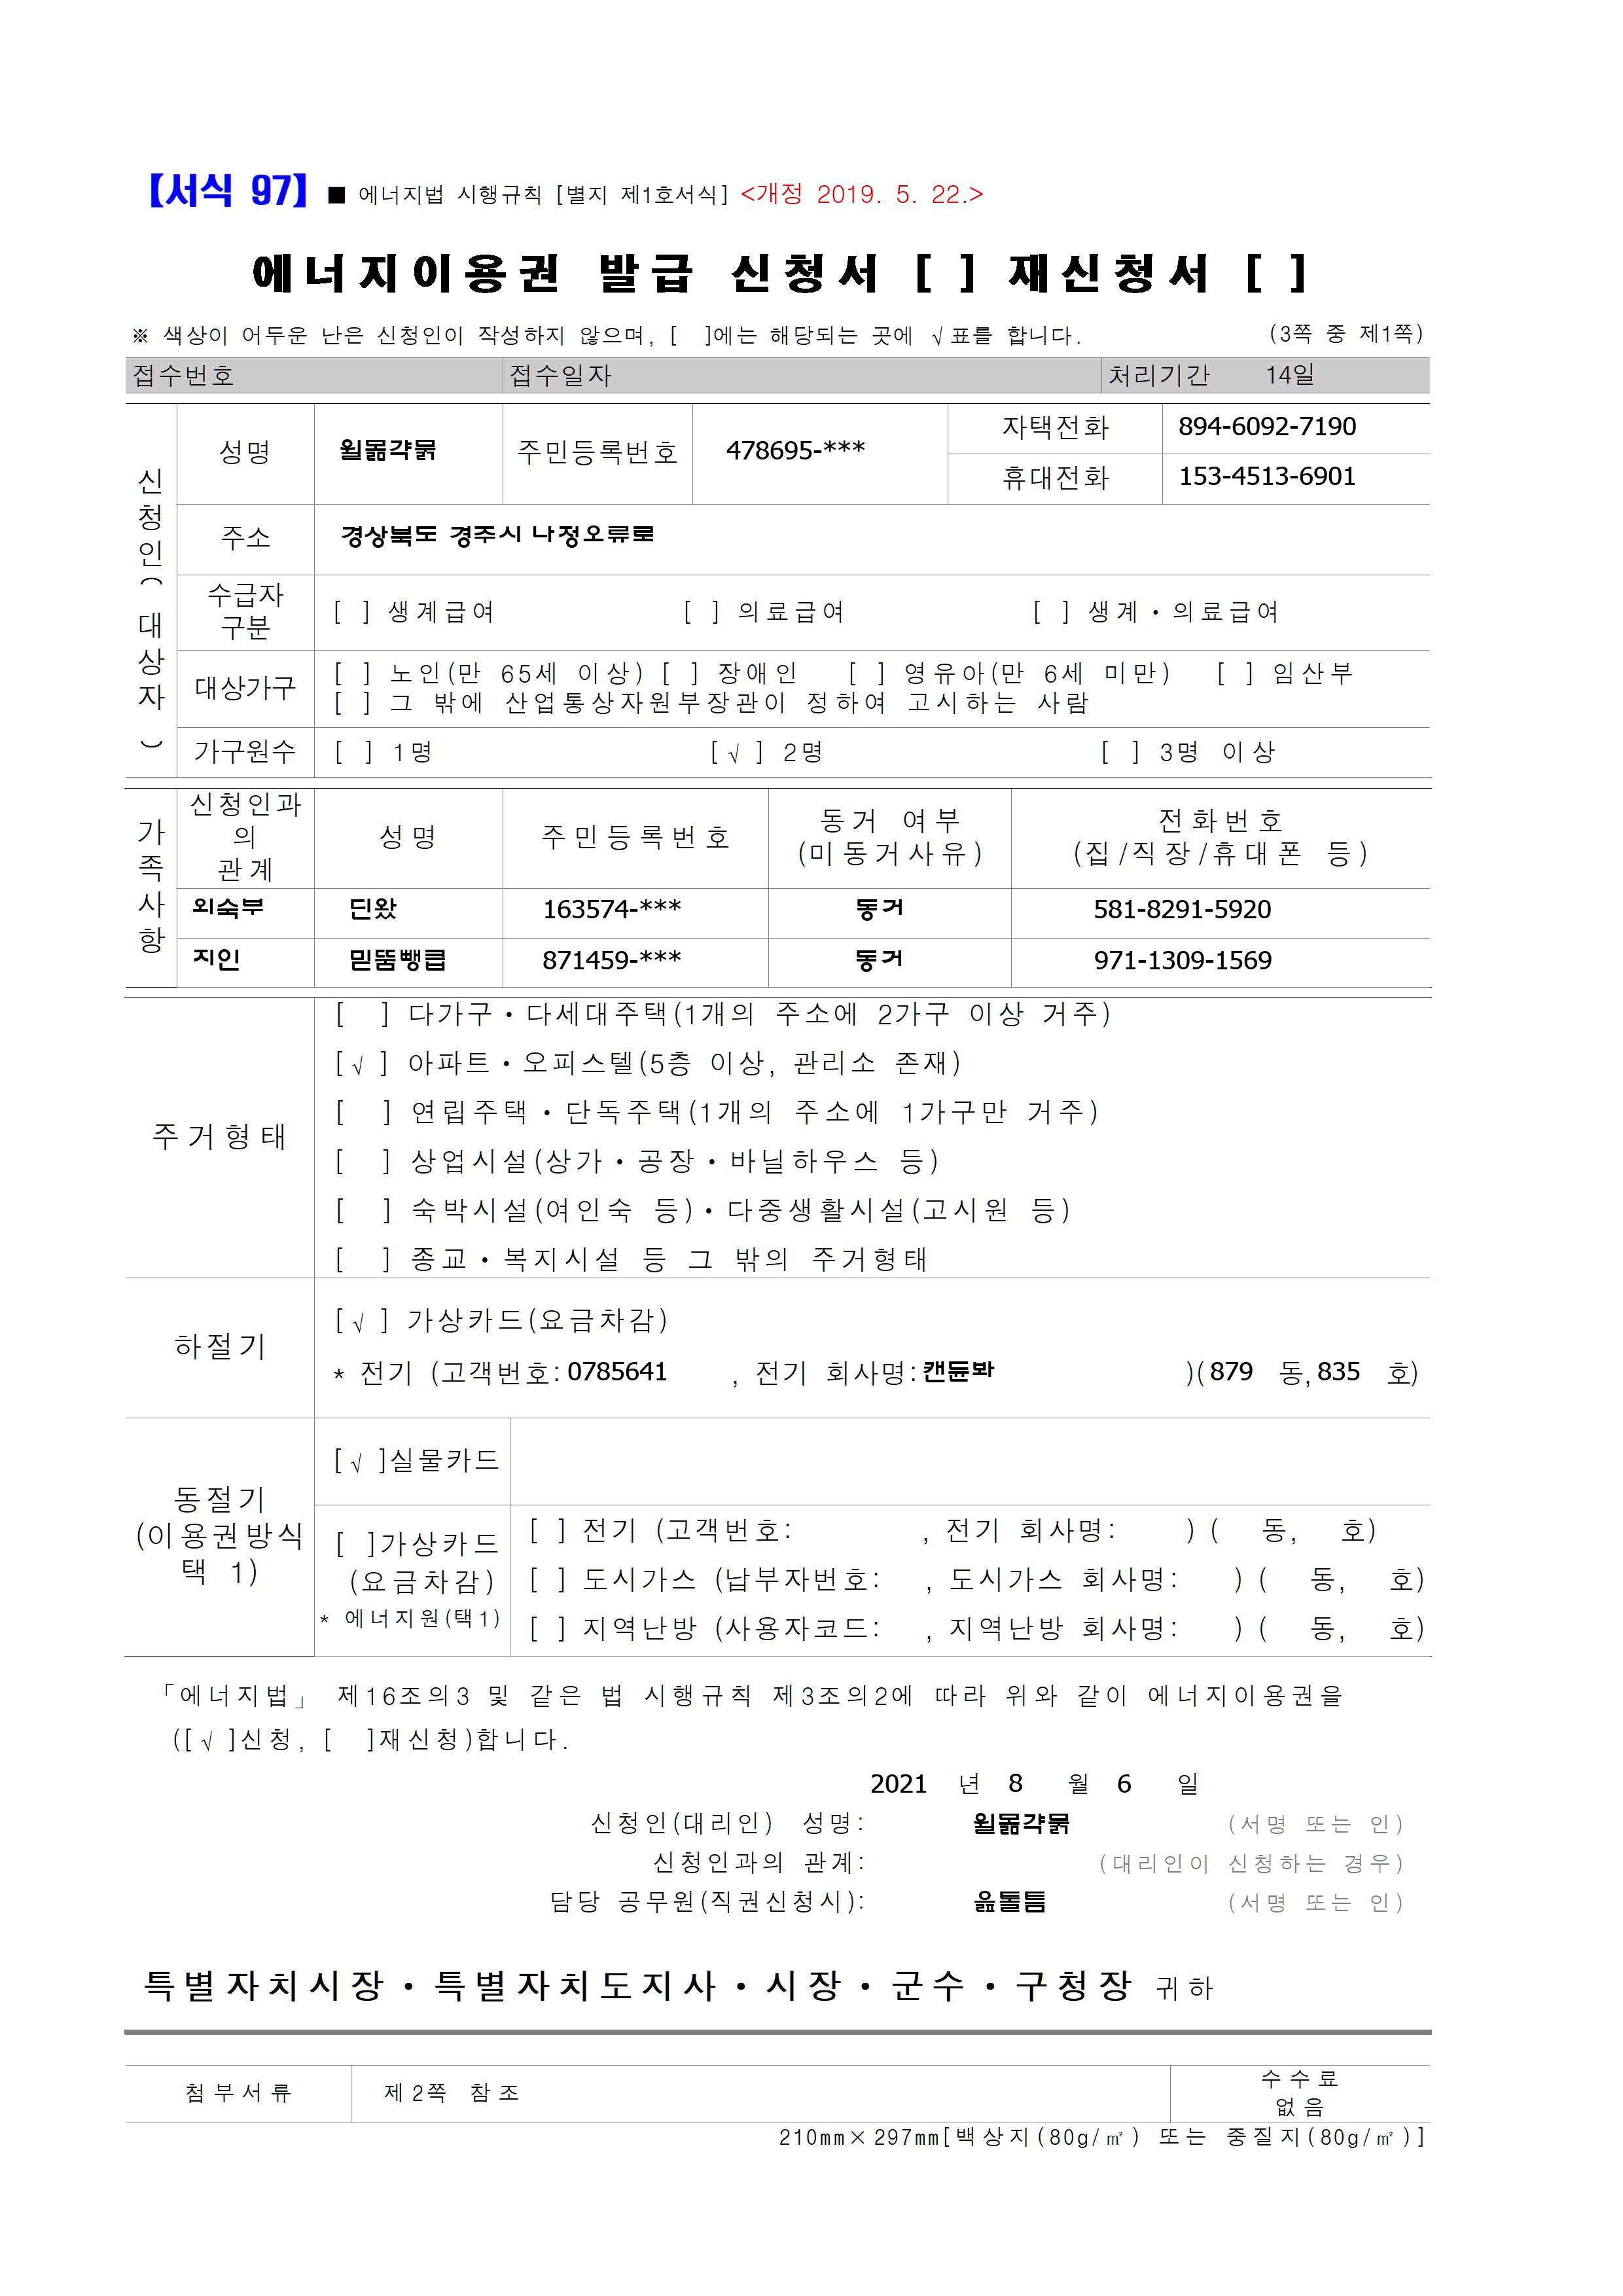 【서식 97】 ■ 에너지법 시행규칙 [별지 제1호서식] <개정 2019. 5. 22.>
에너지이용권 발급 신청서 [ ] 재신청서 [ ]
※ 색상이 어두운 난은 신청인이 작성하지 않으며, [ ]에는 해당되는 곳에 √표를 합니다. (3쪽 중 제1쪽)
접수번호 접수일자 처리기간 14일
신청인(대상자)
성명 주민등록번호 478695-*** 자택전화 894-6092-7190
휴대전화 153-4513-6901
주소 경상북도 경주시 나정오류로
수급자 구분 [ ] 생계급여 [ ] 의료급여 [ ] 생계·의료급여
대상가구 [ ] 노인(만 65세 이상) [ ] 장애인 [ ] 영유아(만 6세 미만) [ ] 임산부
[ ] 그 밖에 산업통상자원부장관이 정하여 고시하는 사람
가구원수 [ ] 1명 [√] 2명 [ ] 3명 이상
가족사항
신청인과의 관계 성명 주민등록번호 동거 여부 (미동거사유) 전화번호 (집/직장/휴대폰 등)
외숙부 딘왔 163574-*** 동거 581-8291-5920
지인 871459-*** 동거 971-1309-1569
주거형태
[ ] 다가구·다세대주택(1개의 주소에 2가구 이상 거주)
[√] 아파트·오피스텔(5층 이상, 관리소 존재)
[ ] 연립주택·단독주택(1개의 주소에 1가구만 거주)
[ ] 상업시설(상가·공장·바닐하우스 등)
[ ] 숙박시설(여인숙 등)·다중생활시설(고시원 등)
[ ] 종교·복지시설 등 그 밖의 주거형태
하절기
[√] 가상카드(요금차감)
* 전기 (고객번호: 0785641 , 전기 회사명: 캔듄봐 )( 879 동, 835 호)
동절기
(이용권방식 택 1)
[√]실물카드
[ ]가상카드
(요금차감)
* 에너지원(택1)
[ ] 전기 (고객번호: , 전기 회사명: ) ( 동, 호)
[ ] 도시가스 (납부자번호: , 도시가스 회사명: ) ( 동, 호)
[ ] 지역난방 (사용자코드: , 지역난방 회사명: ) ( 동, 호)
「에너지법」 제16조의3 및 같은 법 시행규칙 제3조의2에 따라 위와 같이 에너지이용권을
([√]신청, [ ]재신청)합니다.
2021 년 8 월 6 일
신청인(대리인) 성명: (서명 또는 인)
신청인과의 관계: (대리인이 신청하는 경우)
담당 공무원(직권신청시): (서명 또는 인)
특별자치시장·특별자치도지사·시장·군수·구청장 귀하
첨부서류 제2쪽 참조 수수료 없음
210mm×297mm[백상지(80g/㎡) 또는 중질지(80g/㎡)]